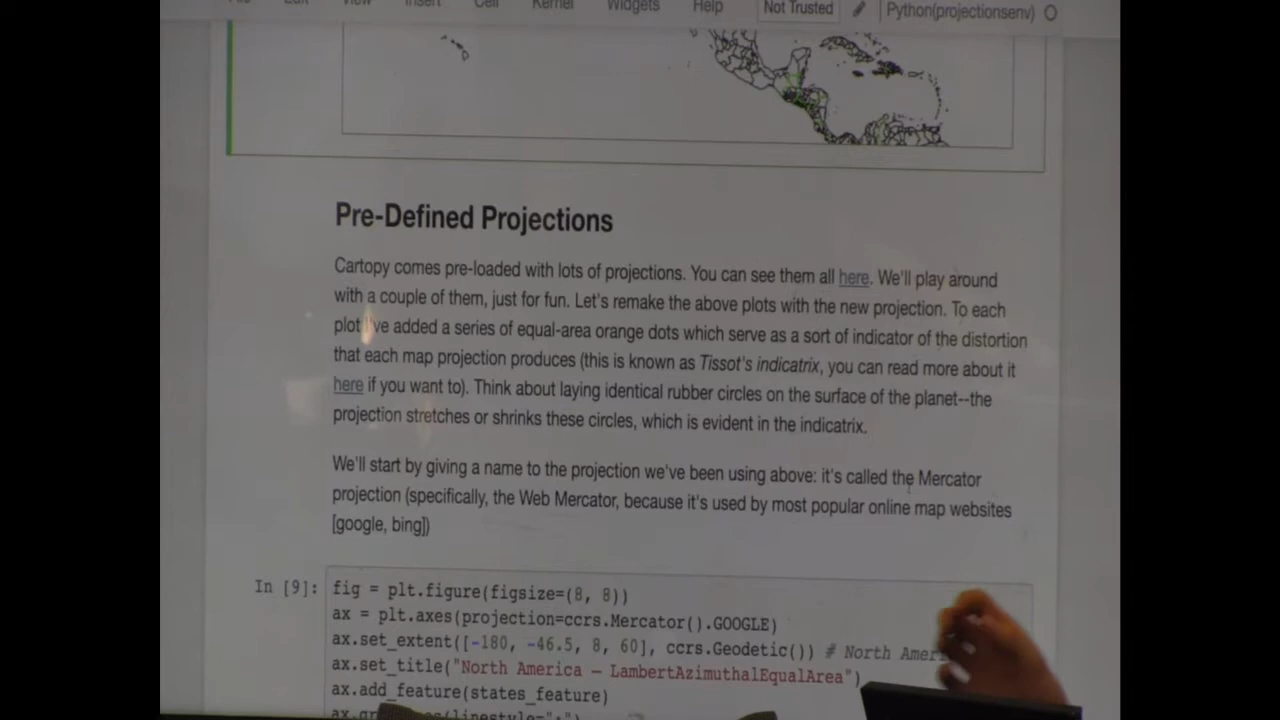 File Edit View Insert Cell Kernel Widgets Help Not Trusted Python(projectionsenv)
Pre-Defined Projections
Cartopy comes pre-loaded with lots of projections. You can see them all here. We'll play around
with a couple of them, just for fun. Let's remake the above plots with the new projection. To each
plot I've added a series of equal-area orange dots which serve as a sort of indicator of the distortion
that each map projection produces (this is known as Tissot's indicatrix, you can read more about it
here if you want to). Think about laying identical rubber circles on the surface of the planet--the
projection stretches or shrinks these circles, which is evident in the indicatrix.
We'll start by giving a name to the projection we've been using above: it's called the Mercator
projection (specifically, the Web Mercator, because it's used by most popular online map websites
[google, bing])
In [9]: fig = plt.figure(figsize=(8, 8))
ax = plt.axes(projection=ccrs.Mercator().GOOGLE)
ax.set_extent([-180, -46.5, 8, 60], ccrs.Geodetic()) # North Amer
ax.set_title("North America — LambertAzimuthalEqualArea")
ax.add_feature(states_feature)